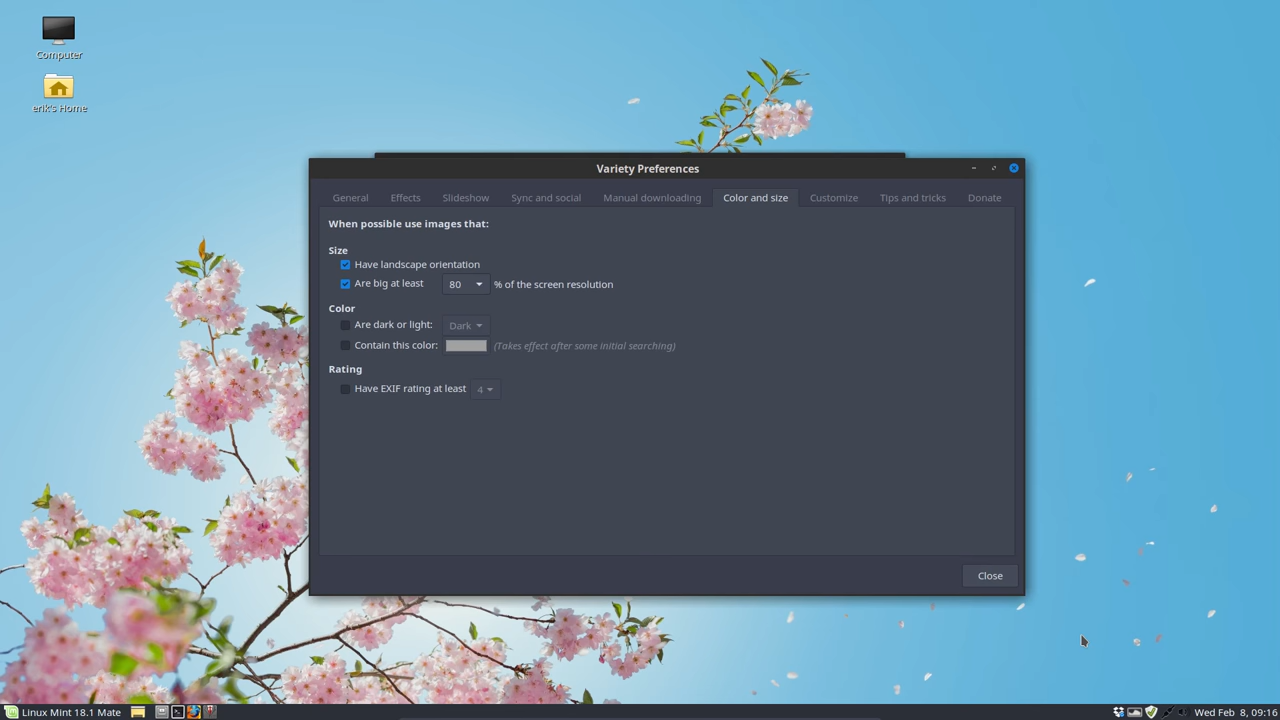 Computer
erik's Home
Variety Preferences
General Effects Slideshow Sync and social Manual downloading Color and size Customize Tips and tricks Donate
When possible use images that:
Size
Have landscape orientation
Are big at least 80 % of the screen resolution
Color
Are dark or light: Dark
Contain this color: (Takes effect after some initial searching)
Rating
Have EXIF rating at least 4
Close
Linux Mint 18.1 Mate Wed Feb 8, 09:16